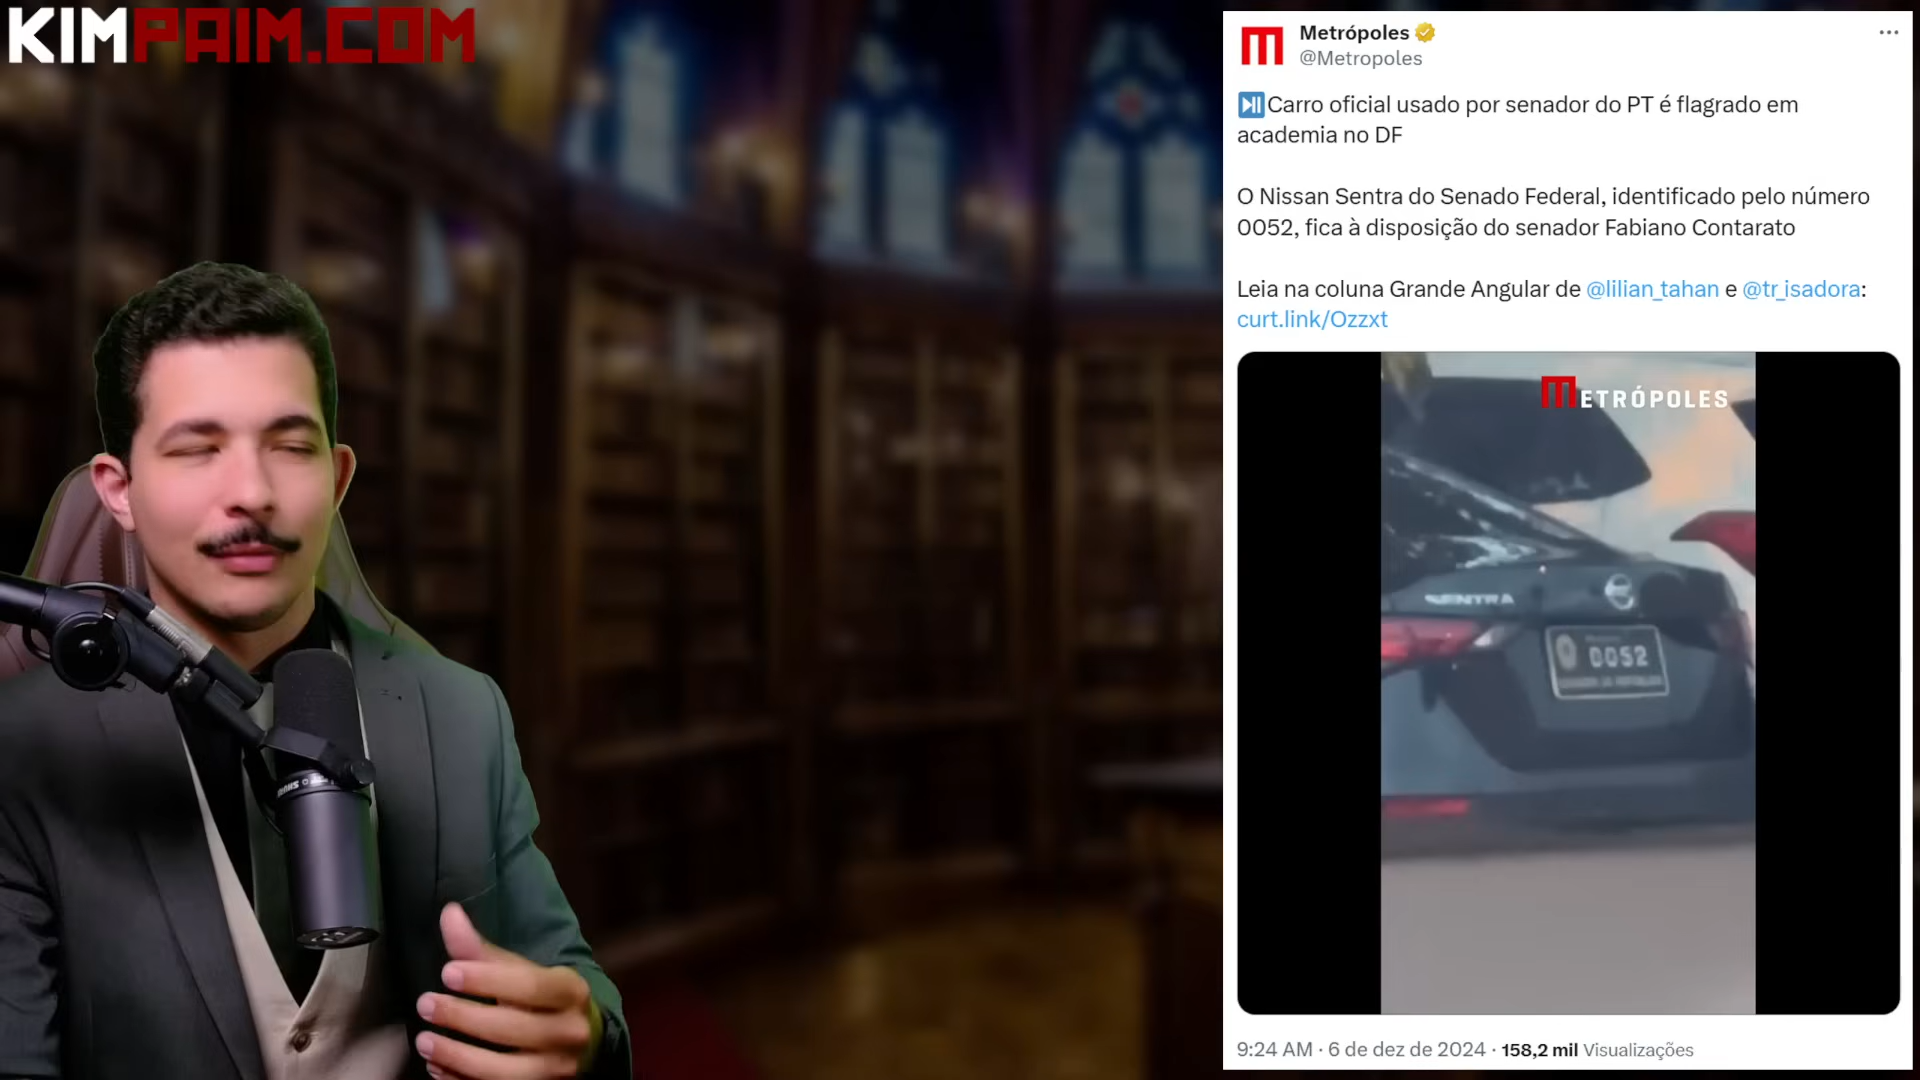 KIMPAIM.COM
Metrópoles
@Metropoles
Carro oficial usado por senador do PT é flagrado em
academia no DF
O Nissan Sentra do Senado Federal, identificado pelo número
0052, fica à disposição do senador Fabiano Contarato
Leia na coluna Grande Angular de @lilian_tahan e @tr_isadora:
curt.link/Ozzxt
METRÓPOLES
SENTRA
0052
9:24 AM · 6 de dez de 2024 · 158,2 mil Visualizações